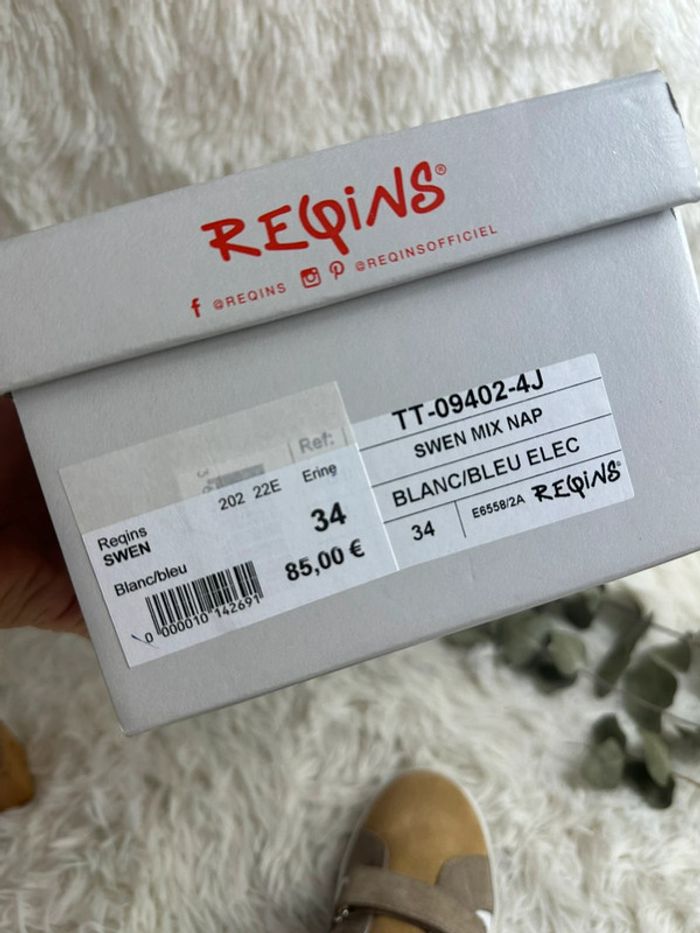 REQiNS®
@REQINS @REQINSOFFICIEL
Ref:
202 22E Erine
Reqins
SWEN
34
Blanc/bleu
85,00 €
0 000010 142691
TT-09402-4J
SWEN MIX NAP
BLANC/BLEU ELEC
34 E6558/2A REQiNS®